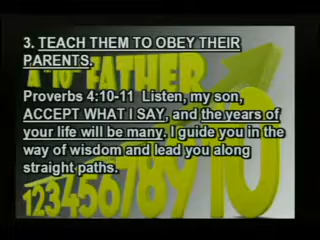 3. TEACH THEM TO OBEY THEIR
PARENTS.
A "10" FATHER
Proverbs 4:10-11 Listen, my son,
ACCEPT WHAT I SAY, and the years of
your life will be many. I guide you in the
way of wisdom and lead you along
straight paths.
12345678910